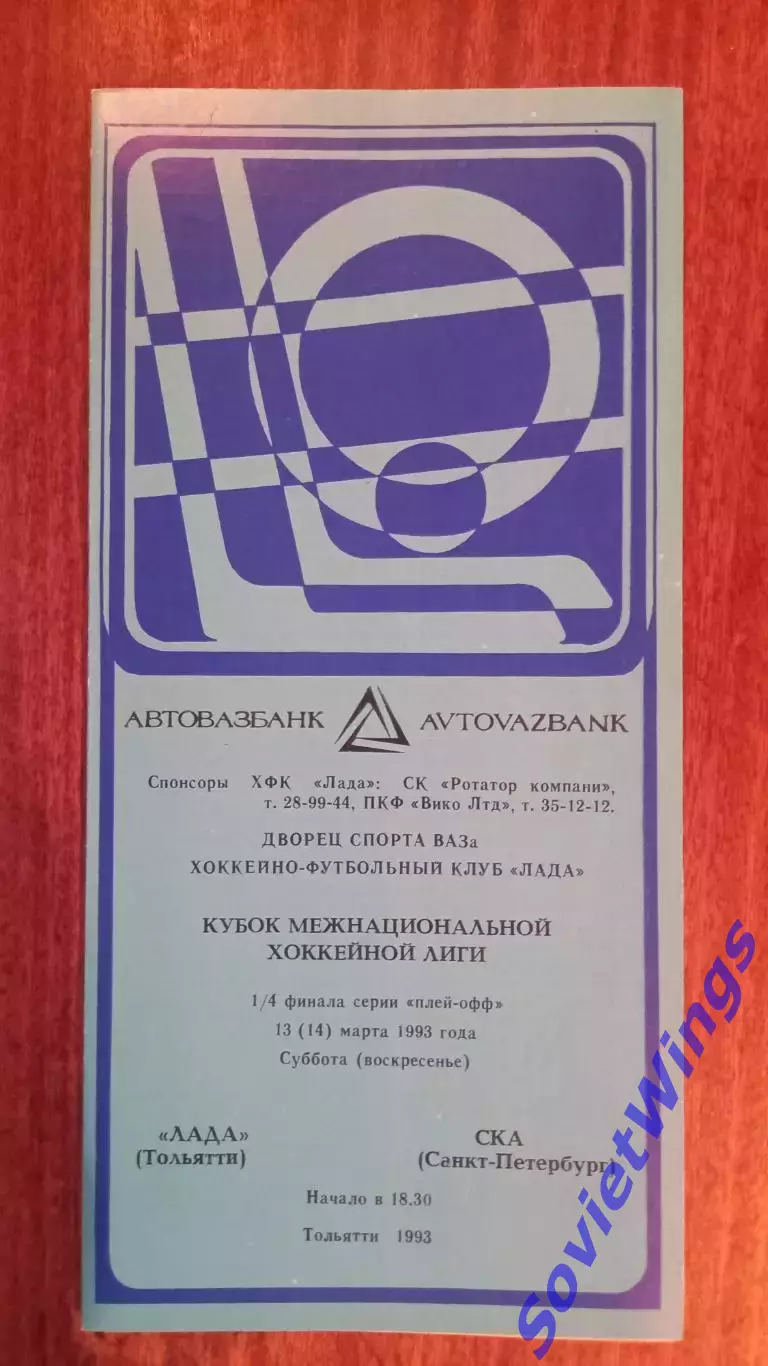 АВТОВАЗБАНК AVTOVAZBANK
Спонсоры ХФК «Лада»: СК «Ротатор компани»,
т. 28-99-44, ПКФ «Вико Лтд», т. 35-12-12.
ДВОРЕЦ СПОРТА ВАЗа
ХОККЕЙНО-ФУТБОЛЬНЫЙ КЛУБ «ЛАДА»
КУБОК МЕЖНАЦИОНАЛЬНОЙ
ХОККЕЙНОЙ ЛИГИ
1/4 финала серии «плей-офф»
13 (14) марта 1993 года
Суббота (воскресенье)
«ЛАДА» СКА
(Тольятти) (Санкт-Петербург)
Начало в 18.30
Тольятти 1993
SovietWings